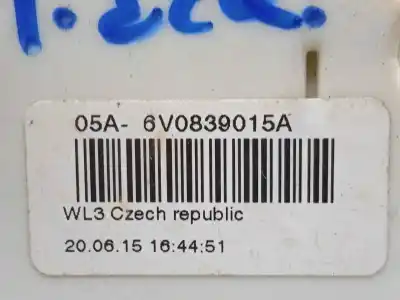 05A- 6V0839015A
WL3 Czech republic
20.06.15 16:44:51